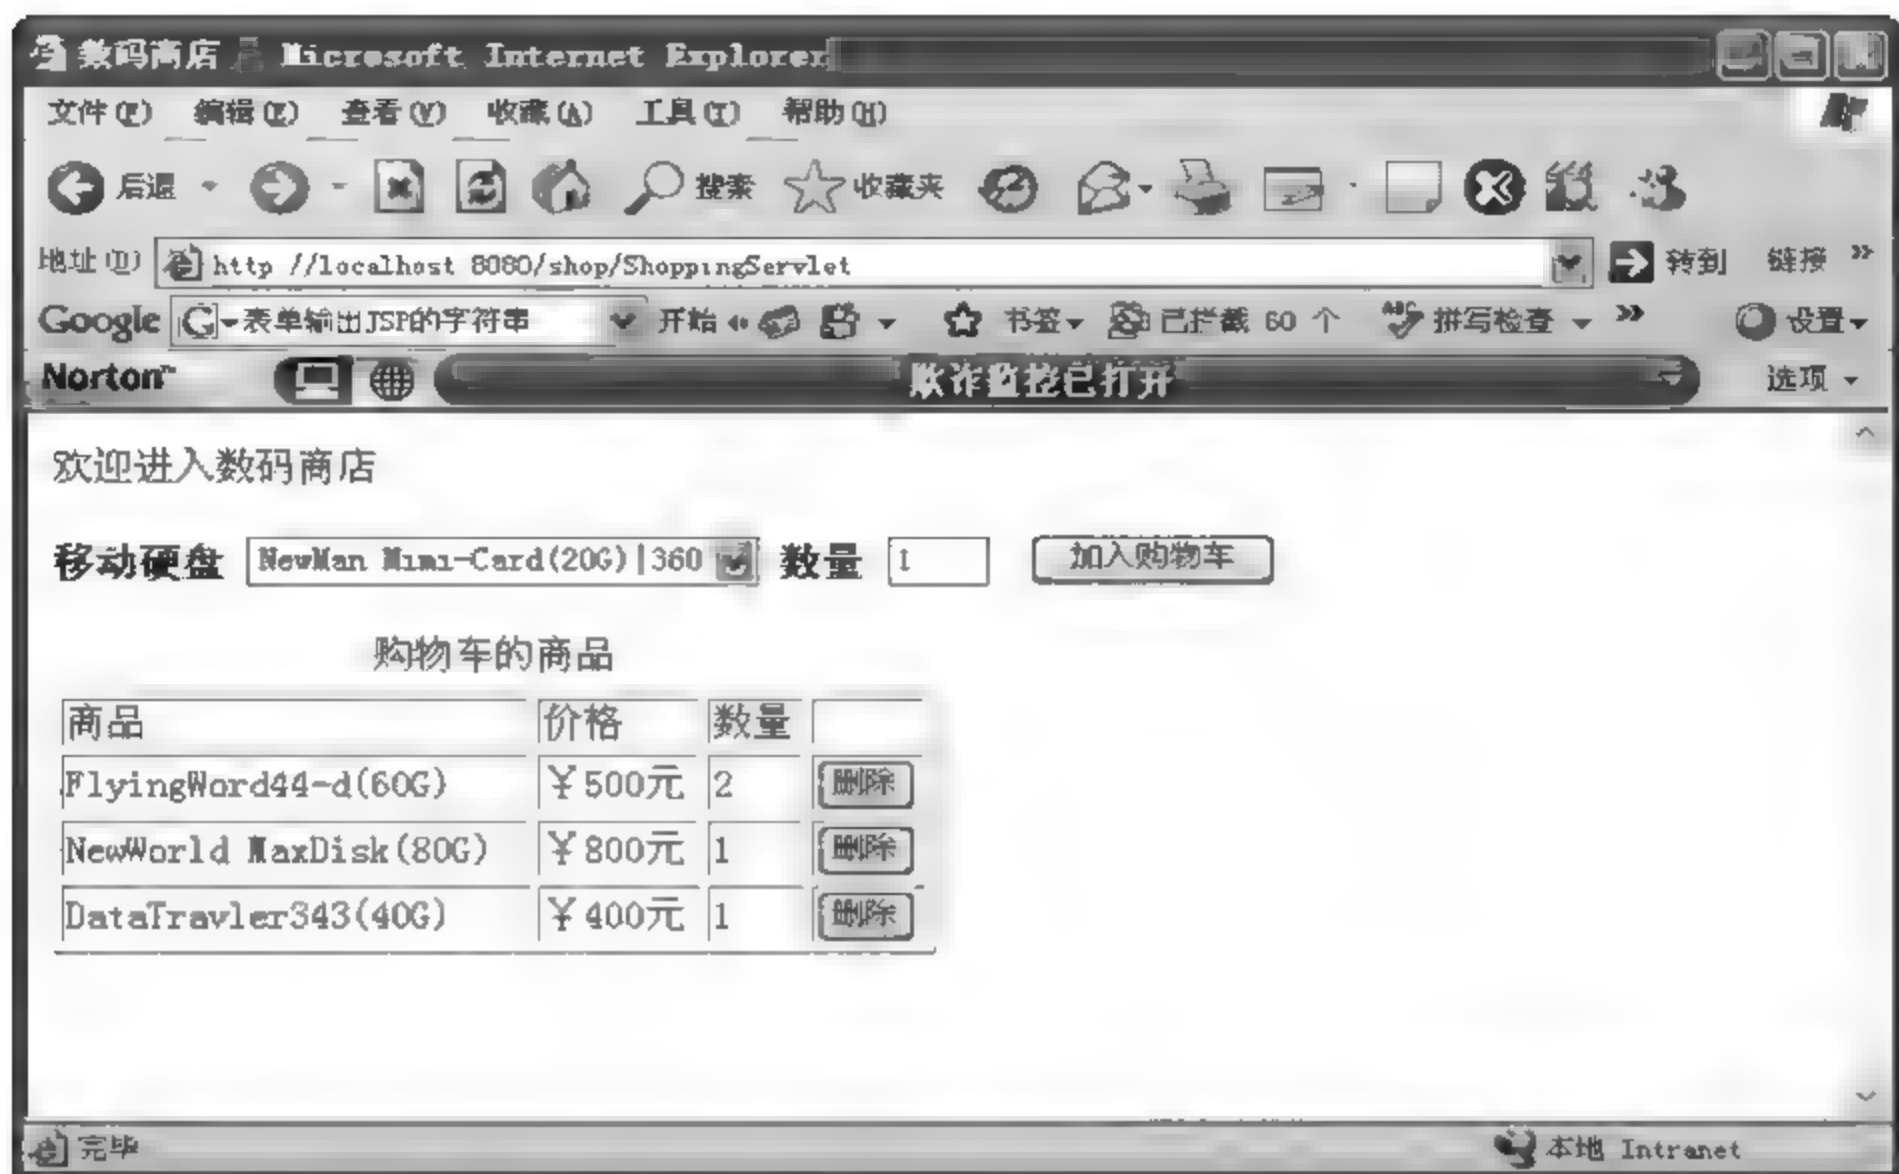 数码商店 Microsoft Internet Explorer
文件(F) 编辑(E) 查看(V) 收藏(A) 工具(T) 帮助(H)
后退 搜索 收藏夹
地址(D) http //localhost 8080/shop/ShoppingServlet 转到 链接 »
Google G 表单输出JSP的字符串 开始 书签 已拦截 60 个 拼写检查 » 设置
Norton™ 欺诈监控已打开 选项
欢迎进入数码商店
移动硬盘 NewMan Mimi-Card(20G)|360 数量 1 加入购物车
购物车的商品
商品 价格 数量
FlyingWord44-d(60G) ￥500元 2 删除
NewWorld MaxDisk(80G) ￥800元 1 删除
DataTravler343(40G) ￥400元 1 删除
完毕 本地 Intranet